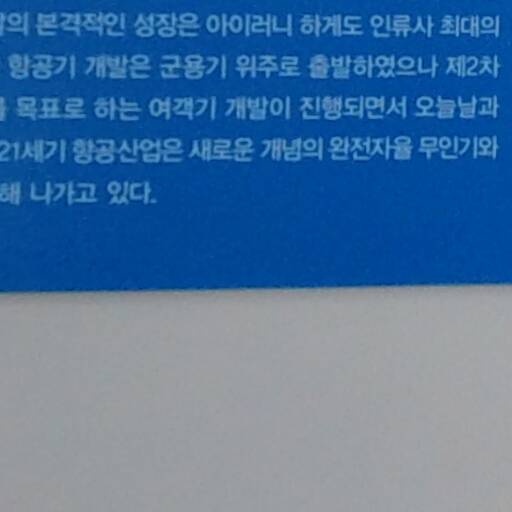 의 본격적인 성장은 아이러니 하게도 인류사 최대의
항공기 개발은 군용기 위주로 출발하였으나 제2차
목표로 하는 여객기 개발이 진행되면서 오늘날과
21세기 항공산업은 새로운 개념의 완전자율 무인기와
해 나가고 있다.